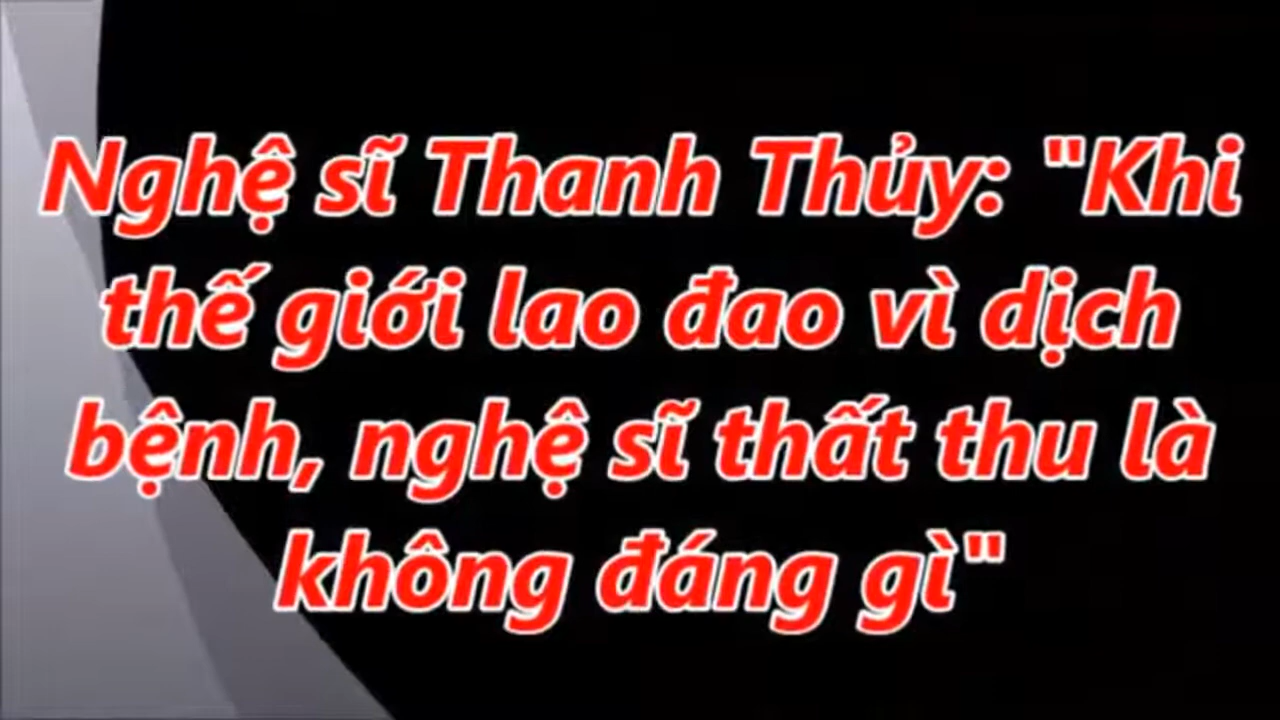 Nghệ sĩ Thanh Thủy: "Khi
thế giới lao đao vì dịch
bệnh, nghệ sĩ thất thu là
không đáng gì"